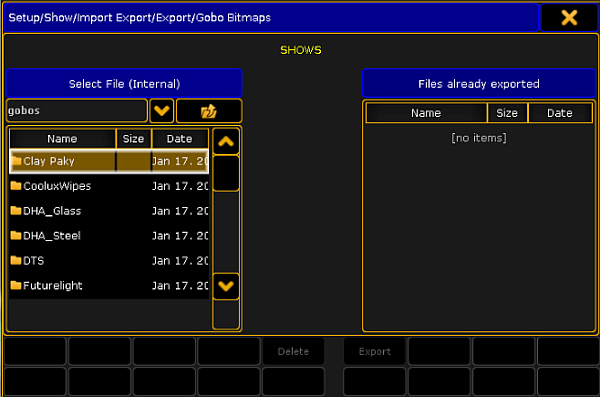 Setup/Show/Import Export/Export/Gobo Bitmaps
SHOWS
Select File (Internal)
Files already exported
gobos
Name Size Date
Name Size Date
[no items]
Clay Paky Jan 17. 20
CooluxWipes Jan 17. 20
DHA_Glass Jan 17. 20
DHA_Steel Jan 17. 20
DTS Jan 17. 20
Futurelight Jan 17. 20
Delete Export